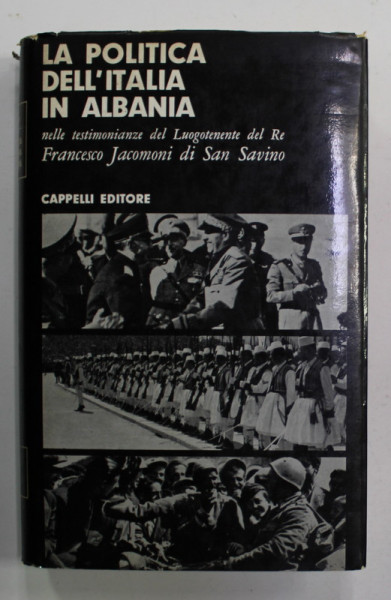 LA POLITICA
DELL'ITALIA
IN ALBANIA
nelle testimonianze del Luogotenente del Re
Francesco Jacomoni di San Savino
CAPPELLI EDITORE